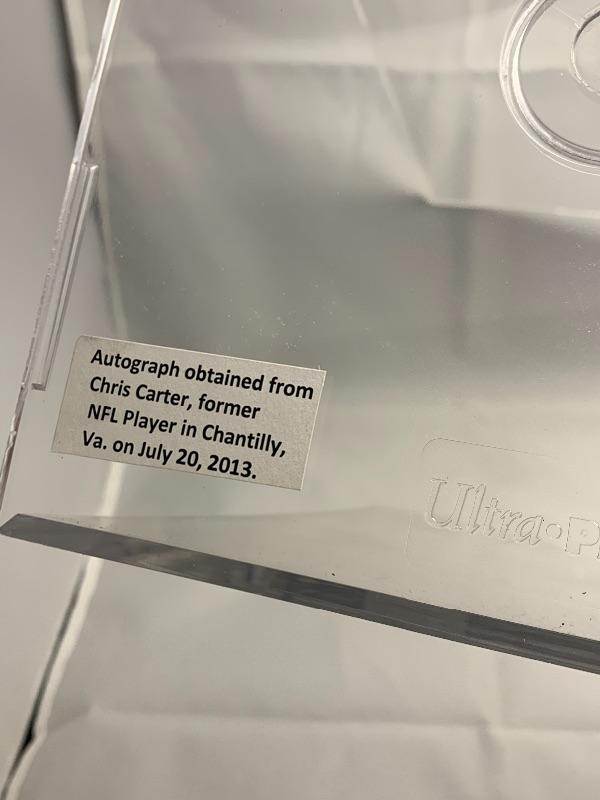 Autograph obtained from
Chris Carter, former
NFL Player in Chantilly,
Va. on July 20, 2013.
Ultra•P